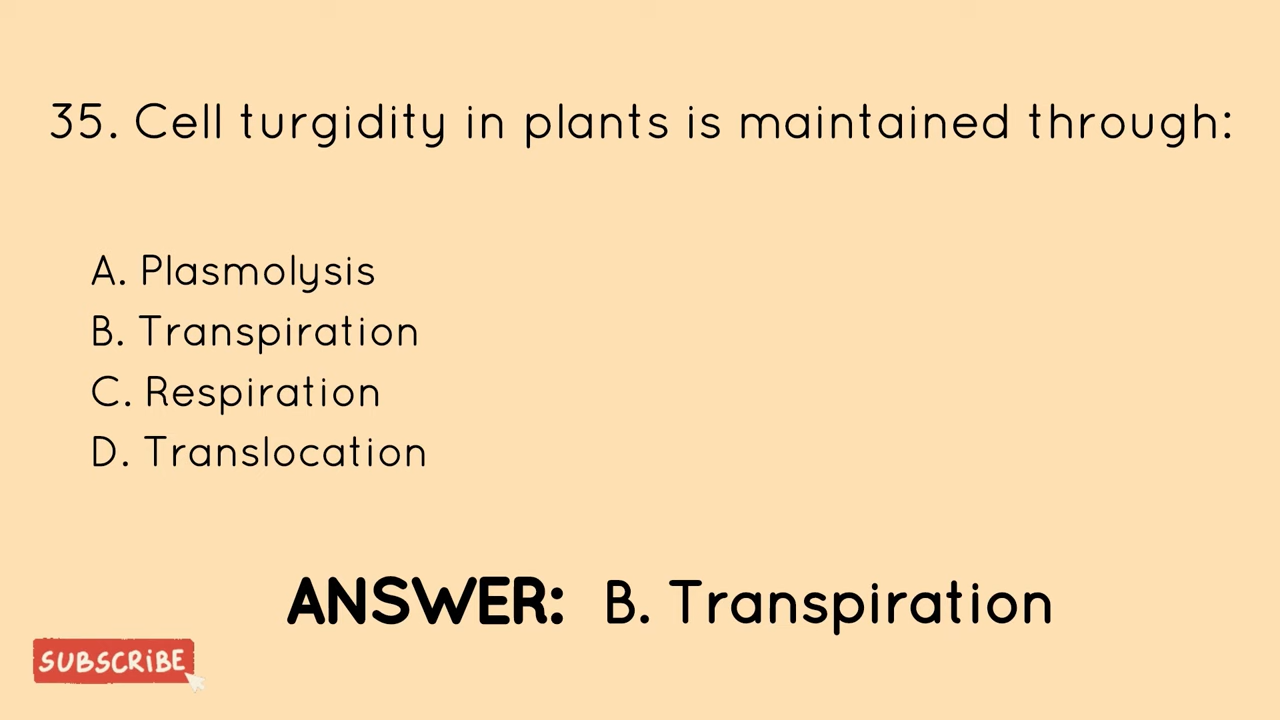 35. Cell turgidity in plants is maintained through:
A. Plasmolysis
B. Transpiration
C. Respiration
D. Translocation
ANSWER: B. Transpiration
SUBSCRiBE